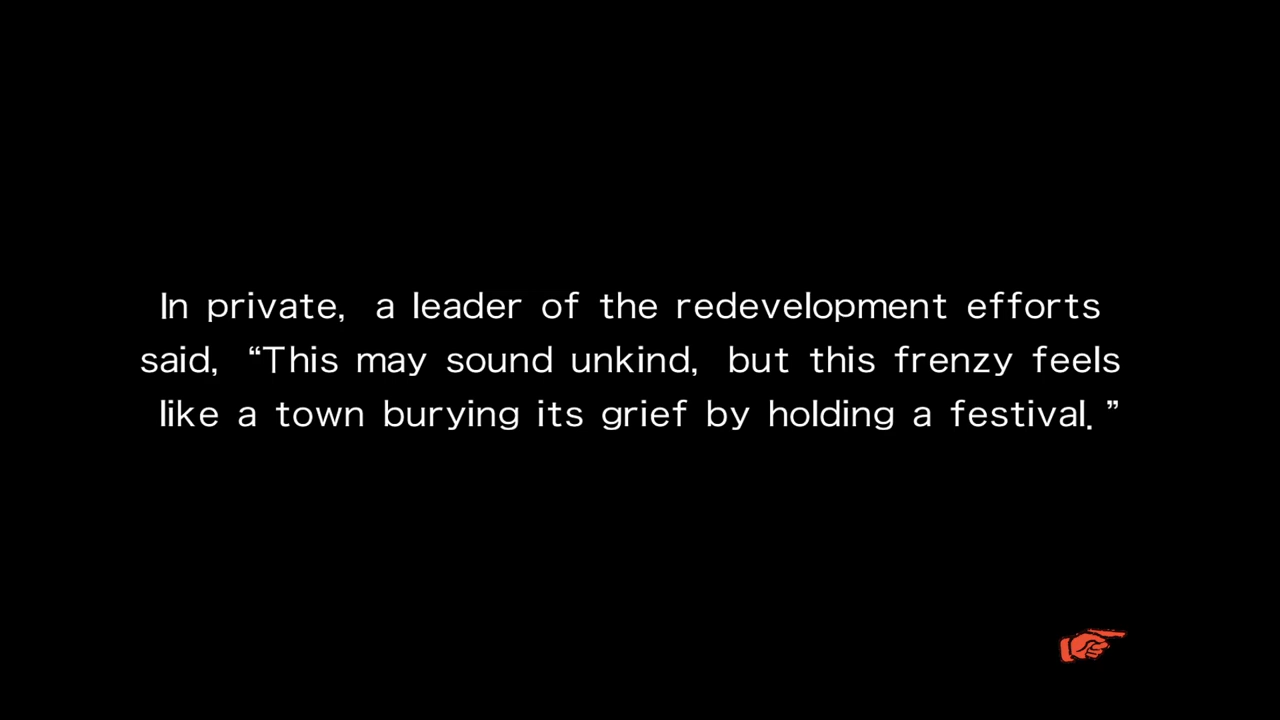 In private, a leader of the redevelopment efforts
said, “This may sound unkind, but this frenzy feels
like a town burying its grief by holding a festival.”